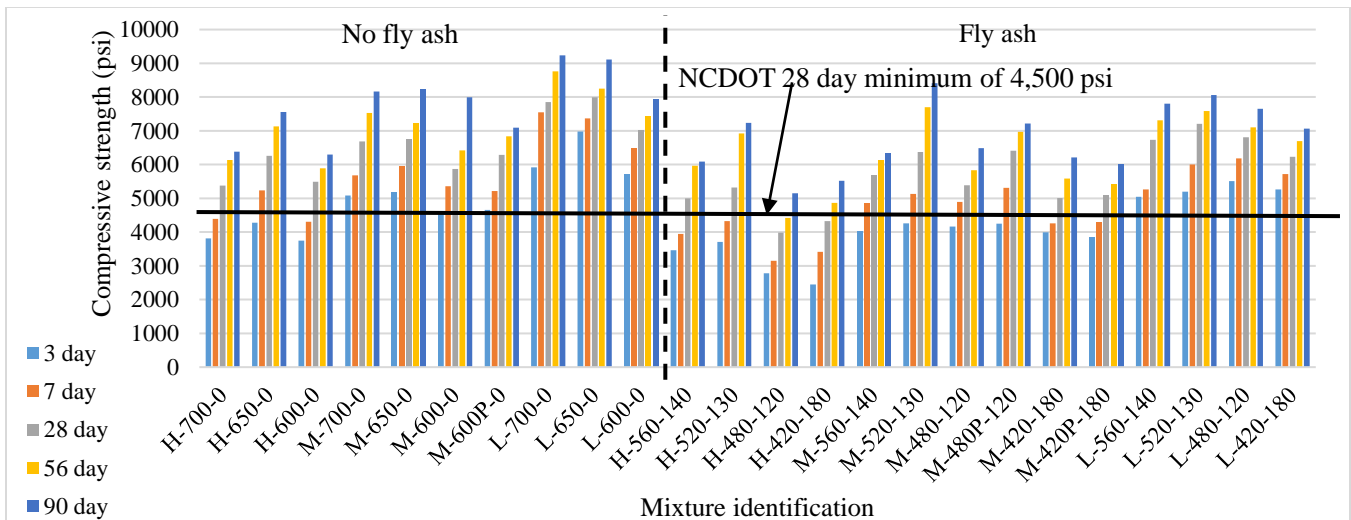 No fly ash
Fly ash
NCDOT 28 day minimum of 4,500 psi
Compressive strength (psi)
10000
9000
8000
7000
6000
5000
4000
3000
2000
1000
0
3 day
7 day
28 day
56 day
90 day
H-700-0
H-650-0
H-600-0
M-700-0
M-650-0
M-600-0
M-600P-0
L-700-0
L-650-0
L-600-0
H-560-140
H-520-130
H-480-120
H-420-180
M-560-140
M-520-130
M-480-120
M-480P-120
M-420-180
M-420P-180
L-560-140
L-520-130
L-480-120
L-420-180
Mixture identification